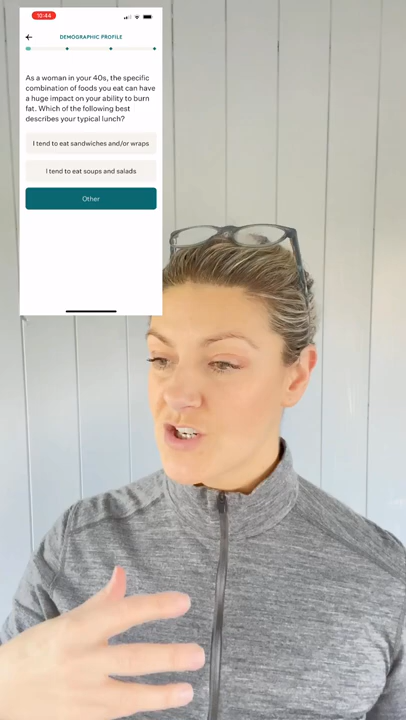 10:44
DEMOGRAPHIC PROFILE
As a woman in your 40s, the specific
combination of foods you eat can have
a huge impact on your ability to burn
fat. Which of the following best
describes your typical lunch?
I tend to eat sandwiches and/or wraps
I tend to eat soups and salads
Other